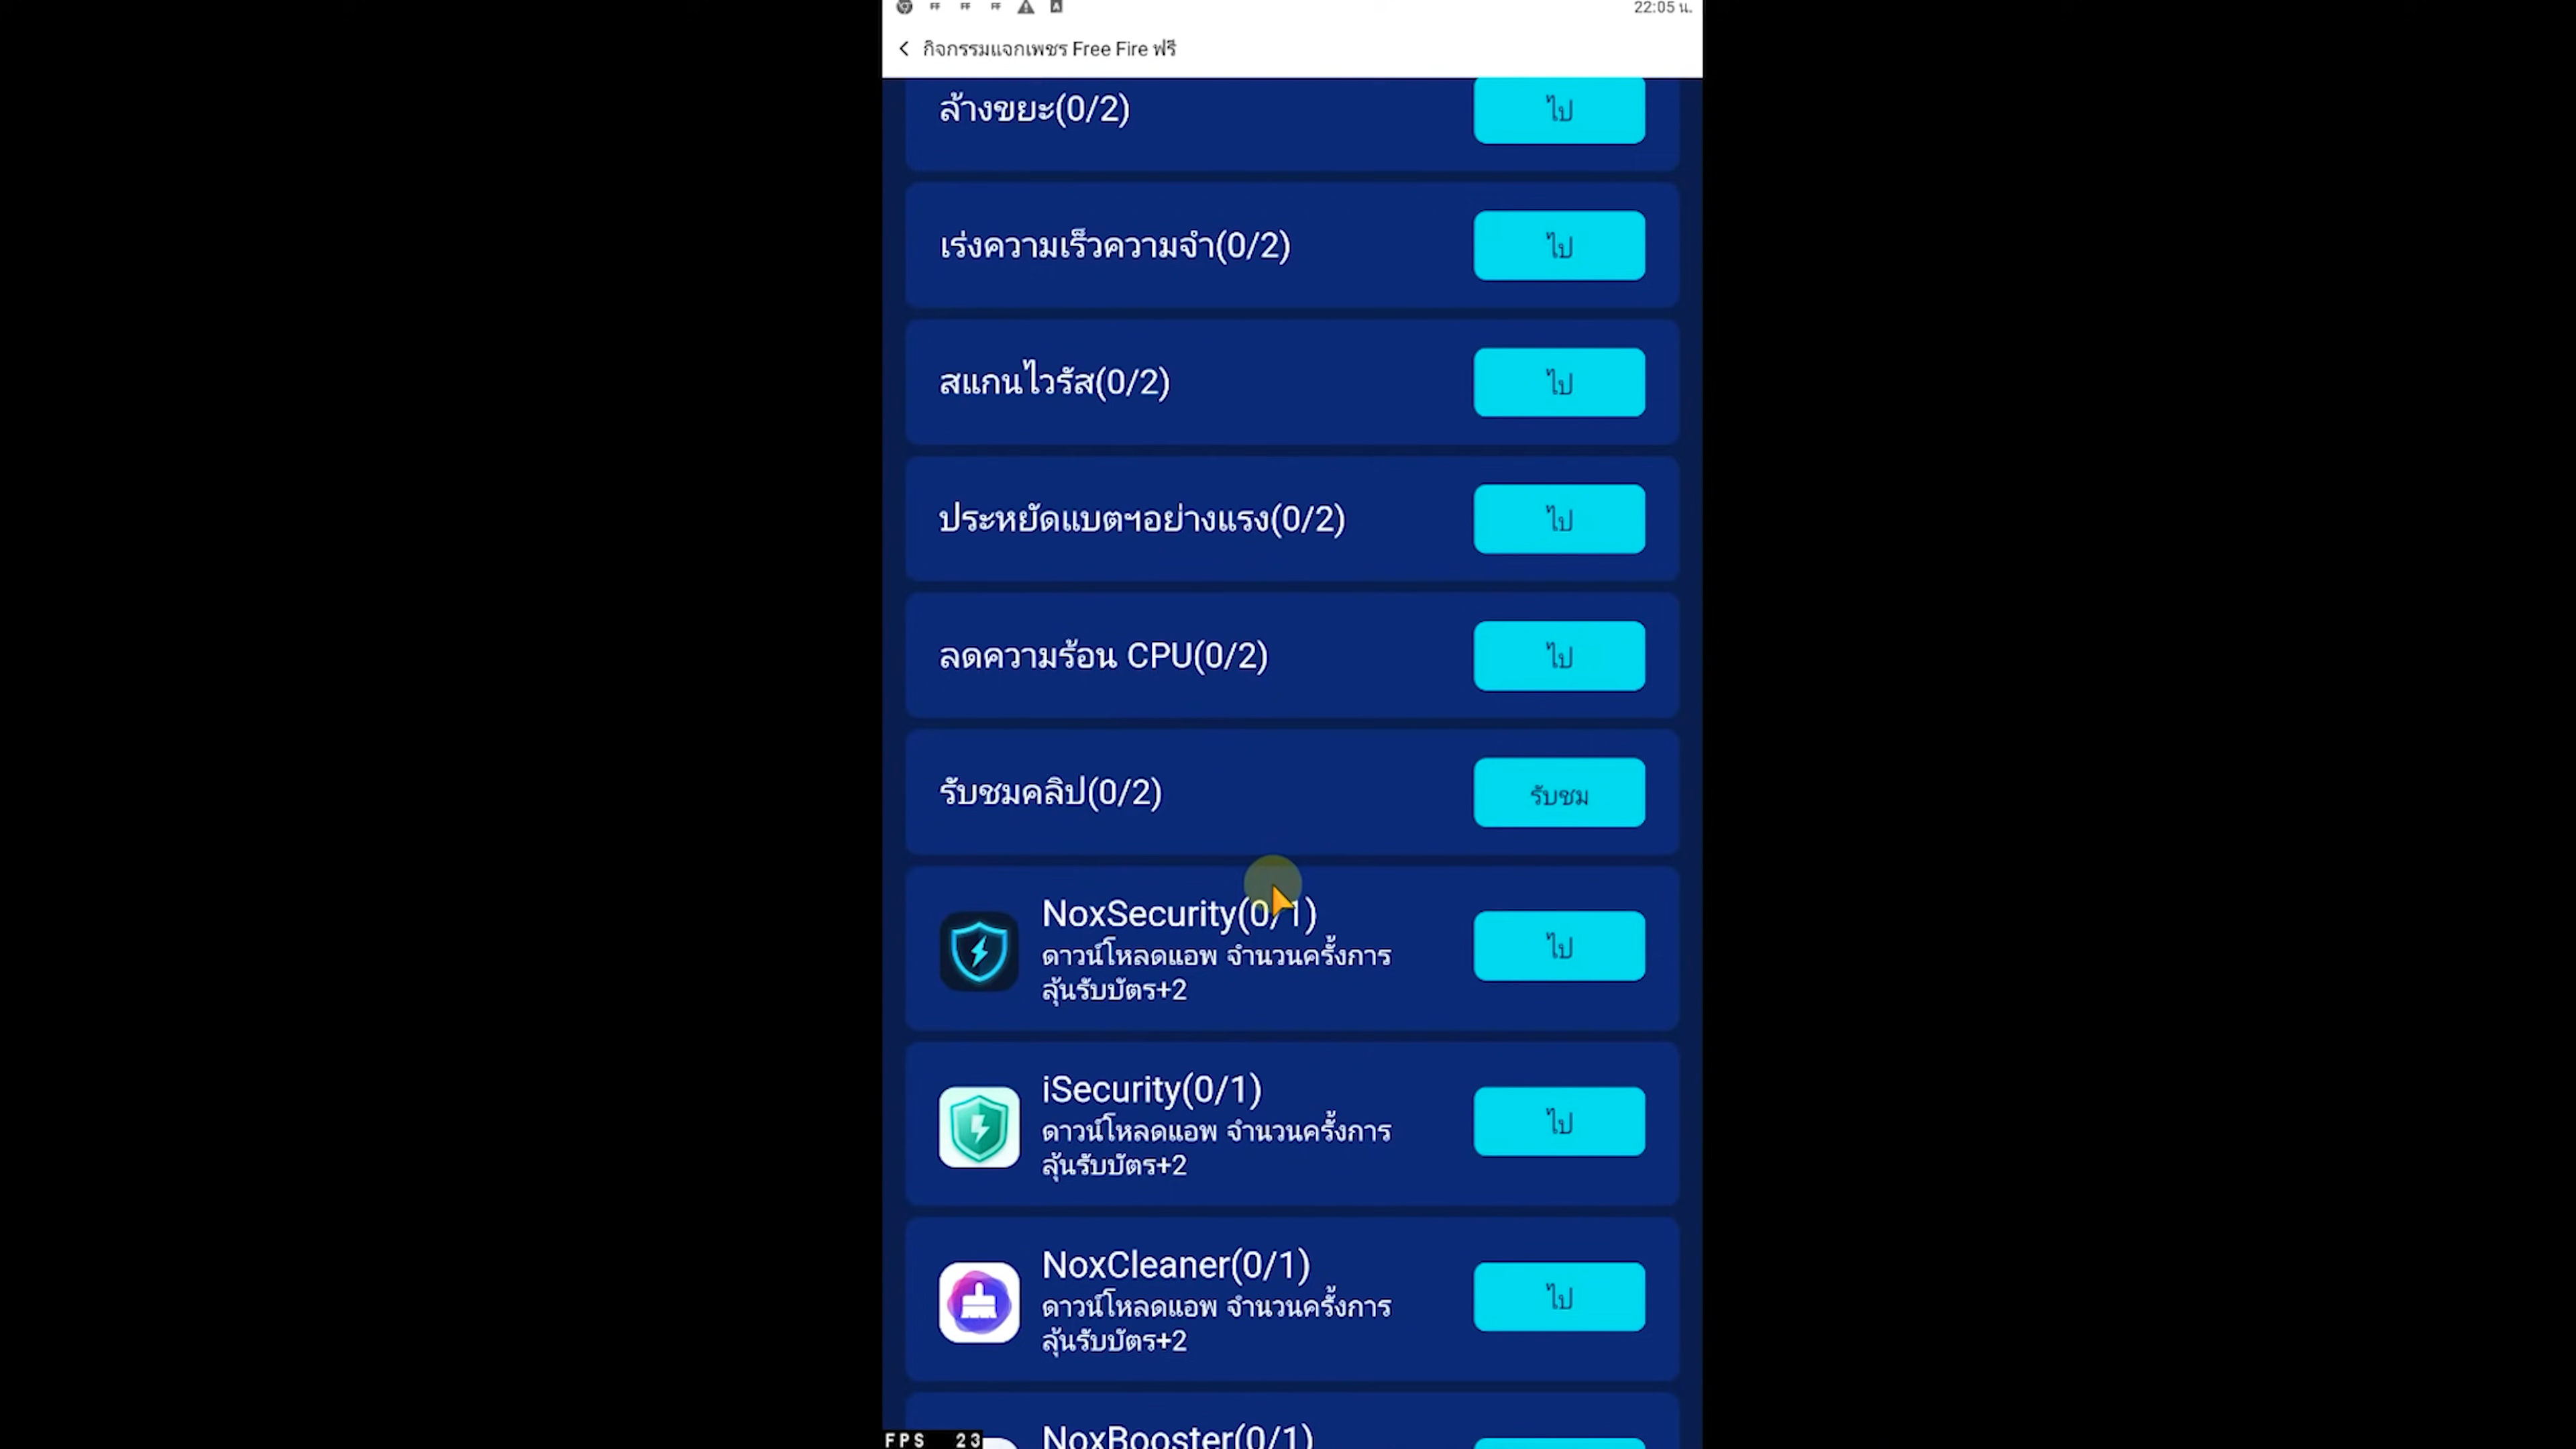 22:05 น.
กิจกรรมแจกเพชร Free Fire ฟรี
ล้างขยะ(0/2)
ไป
เร่งความเร็วความจำ(0/2)
ไป
สแกนไวรัส(0/2)
ไป
ประหยัดแบตฯอย่างแรง(0/2)
ไป
ลดความร้อน CPU(0/2)
ไป
รับชมคลิป(0/2)
รับชม
NoxSecurity(0/1)
ดาวน์โหลดแอพ จำนวนครั้งการ
ลุ้นรับบัตร+2
ไป
iSecurity(0/1)
ดาวน์โหลดแอพ จำนวนครั้งการ
ลุ้นรับบัตร+2
ไป
NoxCleaner(0/1)
ดาวน์โหลดแอพ จำนวนครั้งการ
ลุ้นรับบัตร+2
ไป
NoxBooster(0/1)
FPS 23